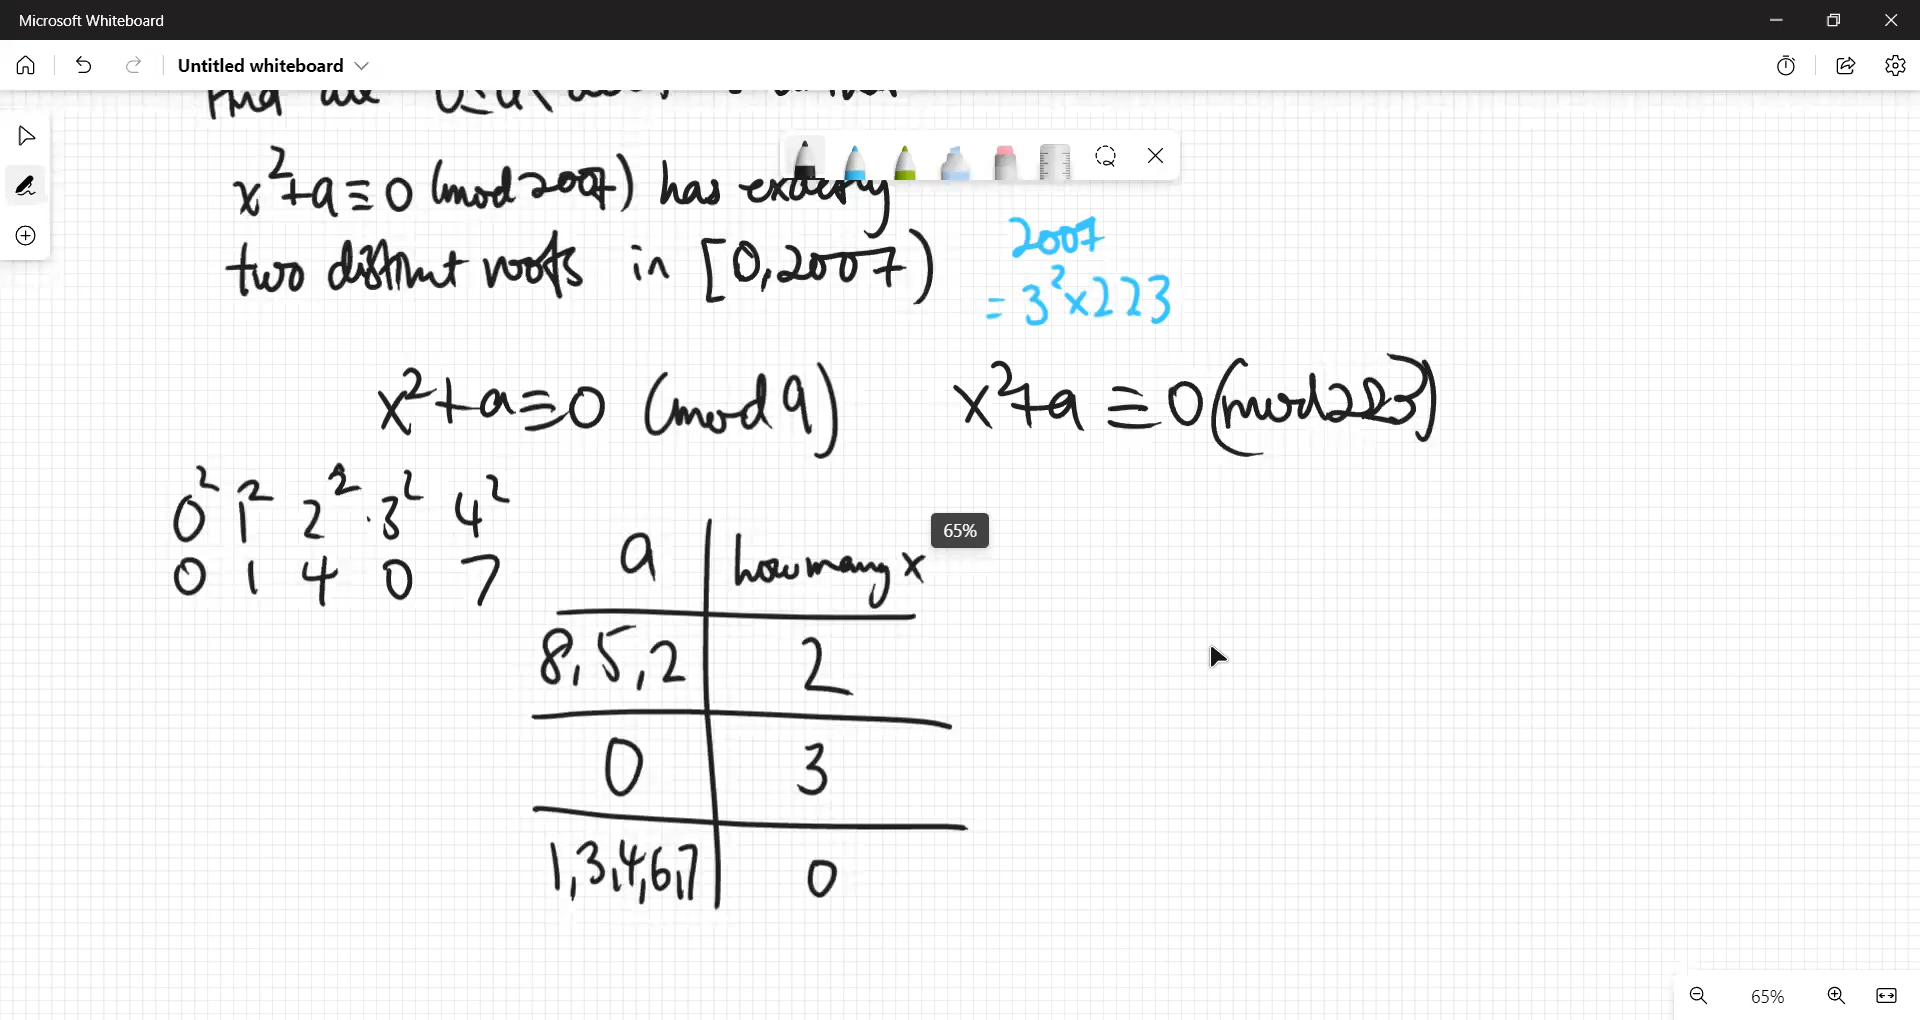 Microsoft Whiteboard
Untitled whiteboard
x²+a≡0 (mod 2007) has exactly
two distinct roots in [0,2007)
2007
= 3²×223
x²+a≡0 (mod 9)
x²+a≡0 (mod 223)
0² 1² 2² 3² 4²
0 1 4 0 7
a how many x
65%
8,5,2 2
0 3
1,3,4,6,7 0
65%